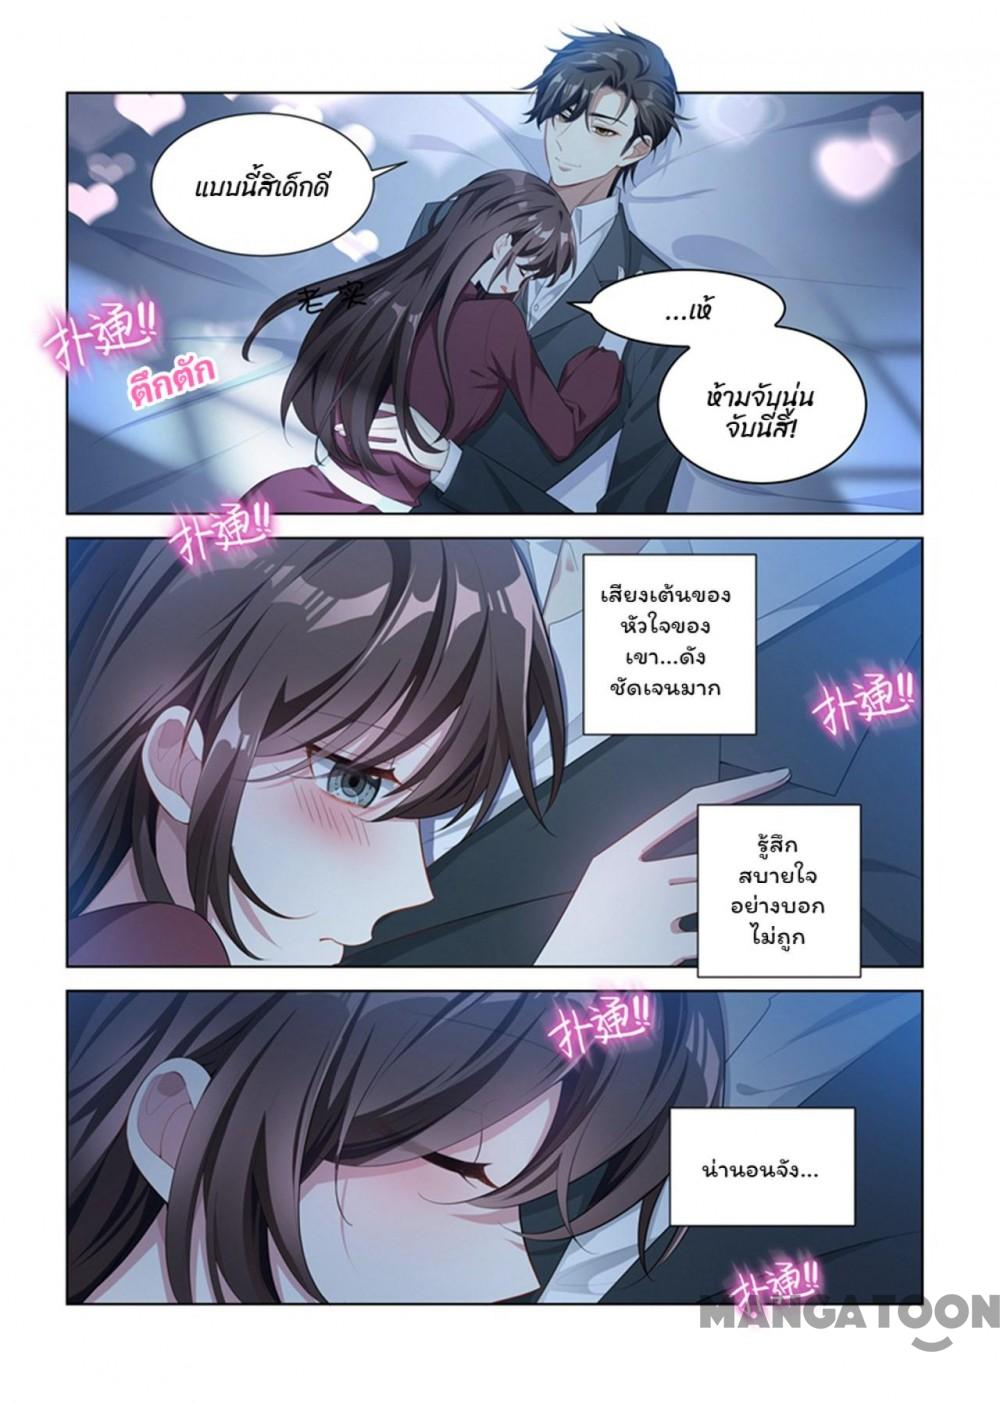 แบบนี้สิเด็กดี
老实
...เห้
扑通!!
ตึกตัก
ห้ามจับนู่น
จับนี่สิ!
扑通!!
เสียงเต้นของ
หัวใจของ
เขา...ดัง
ชัดเจนมาก
扑通!!
รู้สึก
สบายใจ
อย่างบอก
ไม่ถูก
扑通!!
น่านอนจัง...
扑通!!
MANGATOON